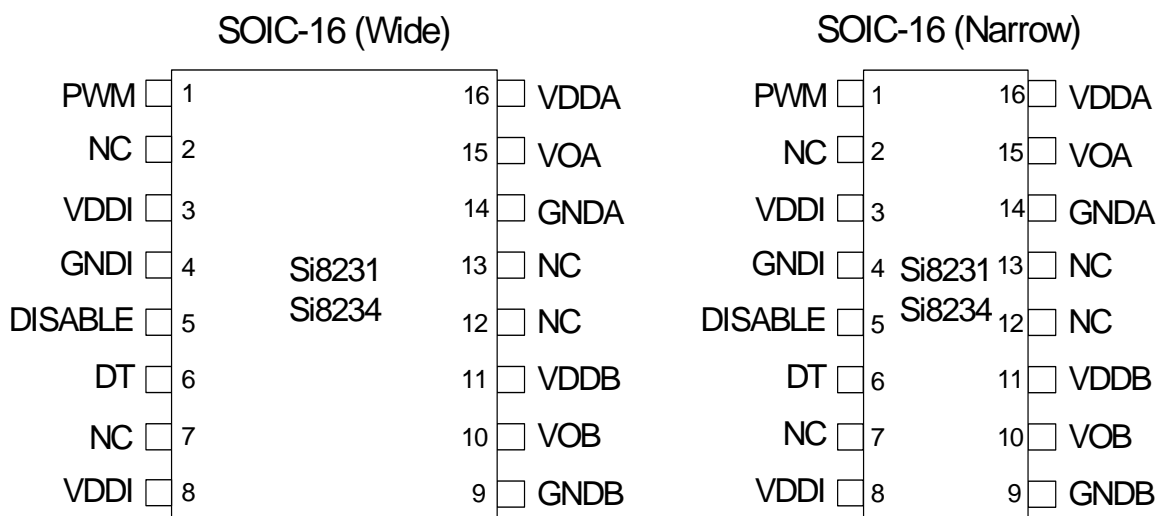 SOIC-16 (Wide)
PWM 1 16 VDDA
NC 2 15 VOA
VDDI 3 14 GNDA
GNDI 4 Si8231 13 NC
DISABLE 5 Si8234 12 NC
DT 6 11 VDDB
NC 7 10 VOB
VDDI 8 9 GNDB
SOIC-16 (Narrow)
PWM 1 16 VDDA
NC 2 15 VOA
VDDI 3 14 GNDA
GNDI 4 Si8231 13 NC
DISABLE 5 Si8234 12 NC
DT 6 11 VDDB
NC 7 10 VOB
VDDI 8 9 GNDB